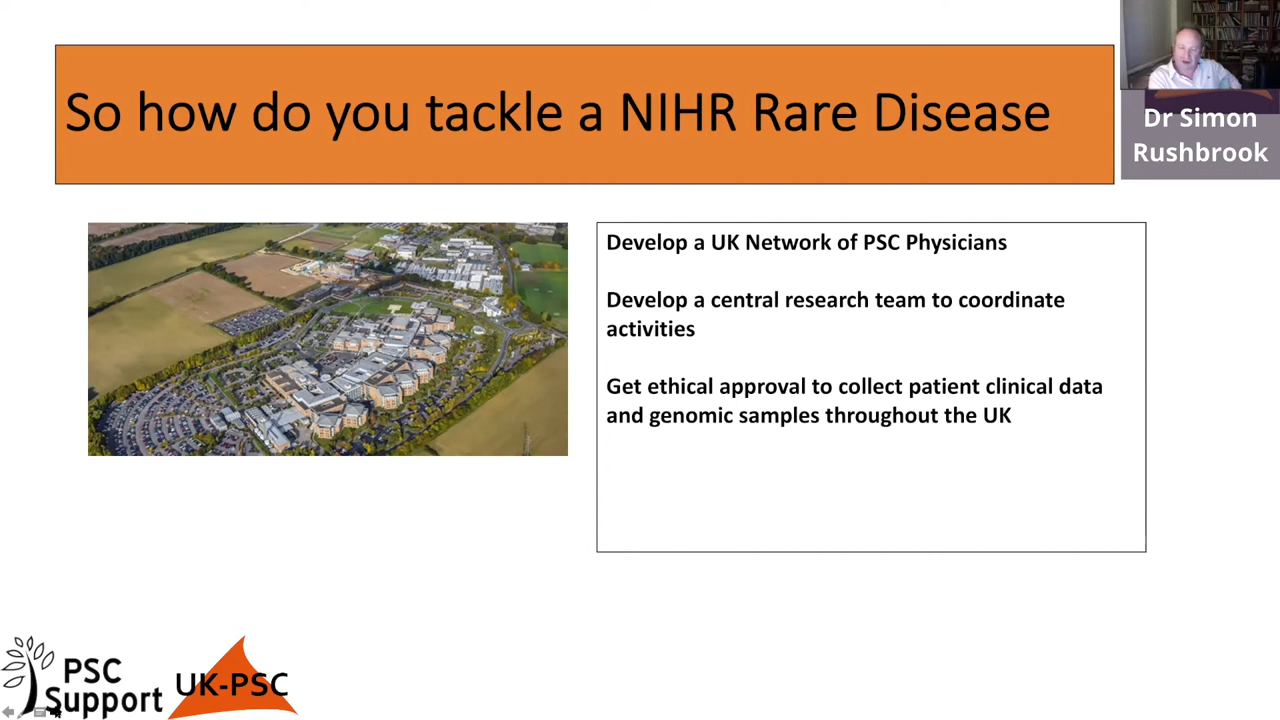 So how do you tackle a NIHR Rare Disease
Dr Simon
Rushbrook
Develop a UK Network of PSC Physicians
Develop a central research team to coordinate
activities
Get ethical approval to collect patient clinical data
and genomic samples throughout the UK
PSC
Support
UK-PSC